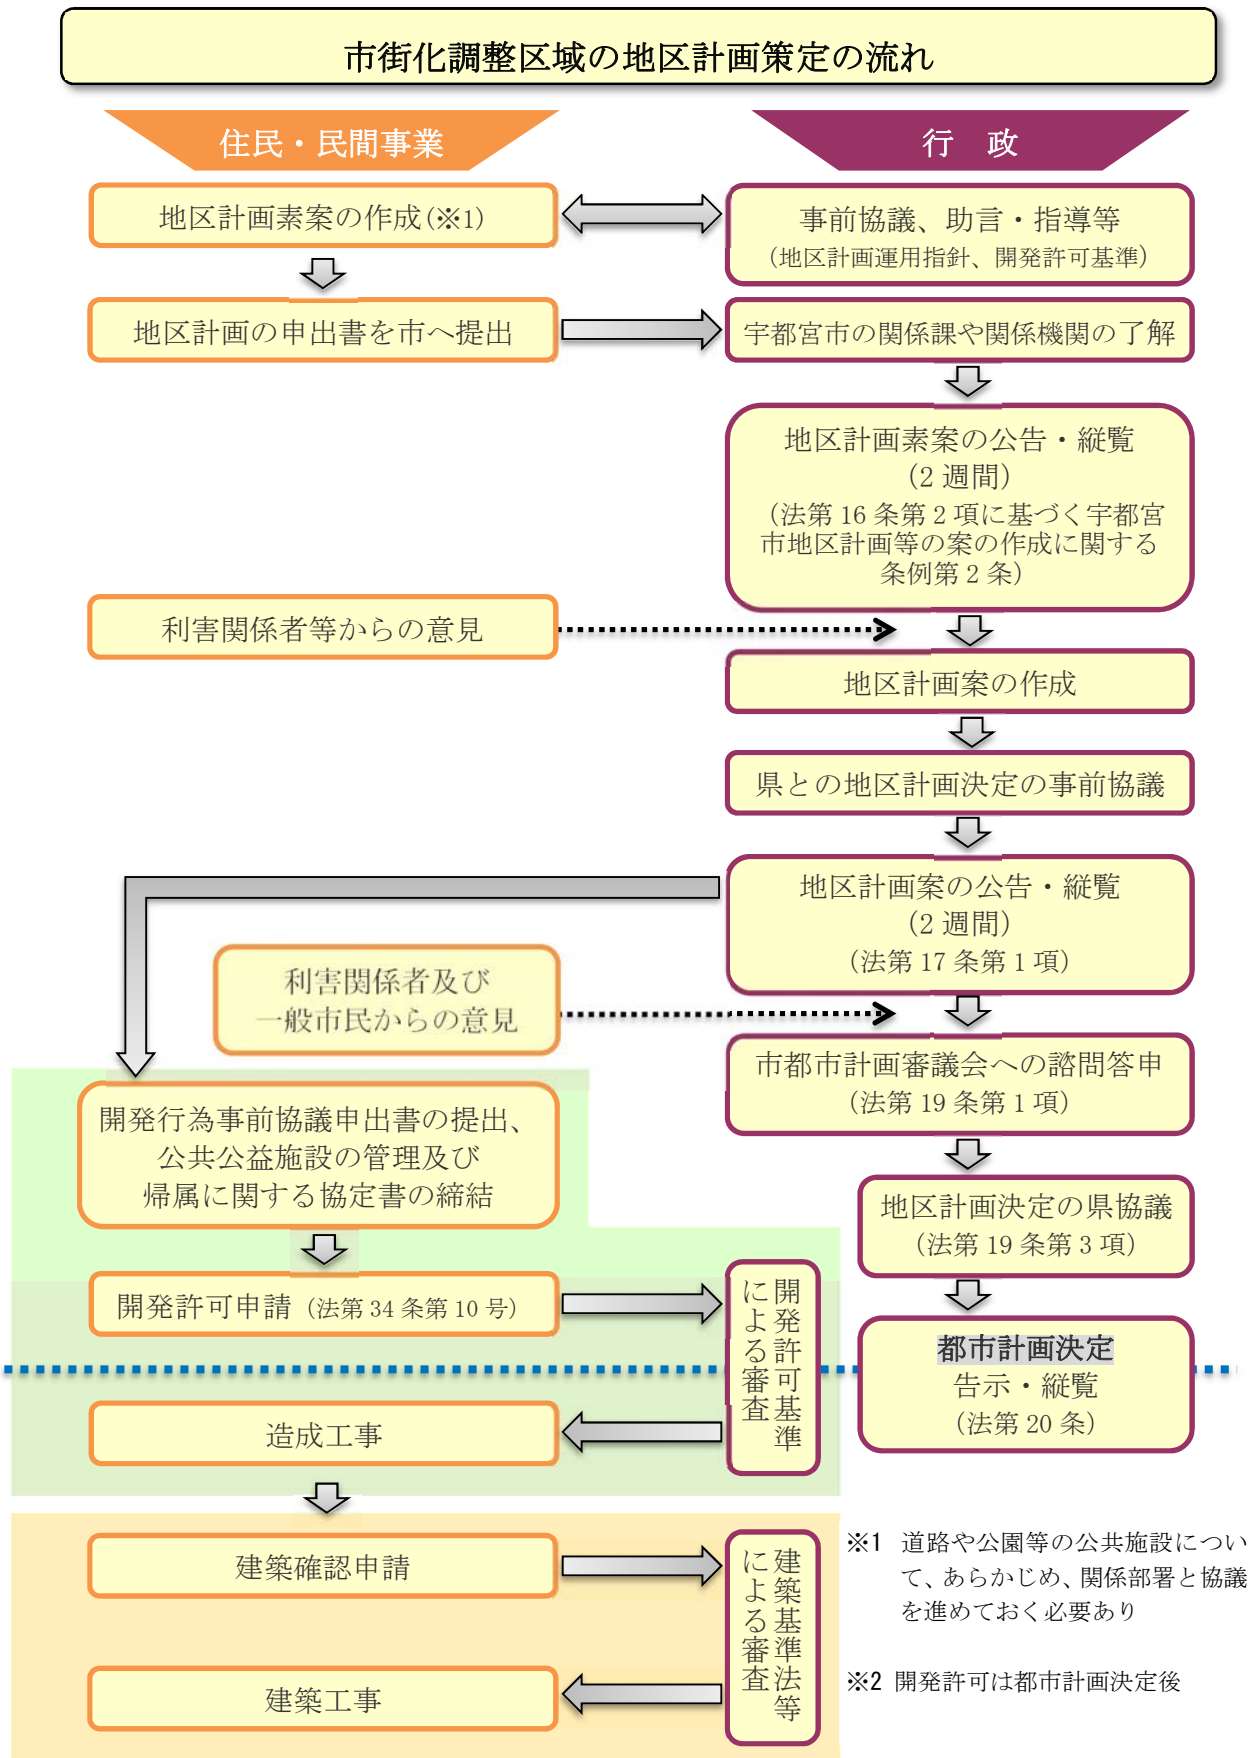 市街化調整区域の地区計画策定の流れ
住民・民間事業
行　政
地区計画素案の作成(※1)
事前協議、助言・指導等
（地区計画運用指針、開発許可基準）
地区計画の申出書を市へ提出
宇都宮市の関係課や関係機関の了解
地区計画素案の公告・縦覧
（2 週間）
（法第 16 条第 2 項に基づく宇都宮
市地区計画等の案の作成に関する
条例第 2 条）
利害関係者等からの意見
地区計画案の作成
県との地区計画決定の事前協議
地区計画案の公告・縦覧
（2 週間）
（法第 17 条第 1 項）
利害関係者及び
一般市民からの意見
市都市計画審議会への諮問答申
（法第 19 条第 1 項）
開発行為事前協議申出書の提出、
公共公益施設の管理及び
帰属に関する協定書の締結
地区計画決定の県協議
（法第 19 条第 3 項）
開発許可申請（法第 34 条第 10 号）
開発許可基準
による審査
都市計画決定
告示・縦覧
（法第 20 条）
造成工事
建築確認申請
建築基準法等
による審査
建築工事
※1　道路や公園等の公共施設につい
て、あらかじめ、関係部署と協議
を進めておく必要あり
※2 開発許可は都市計画決定後